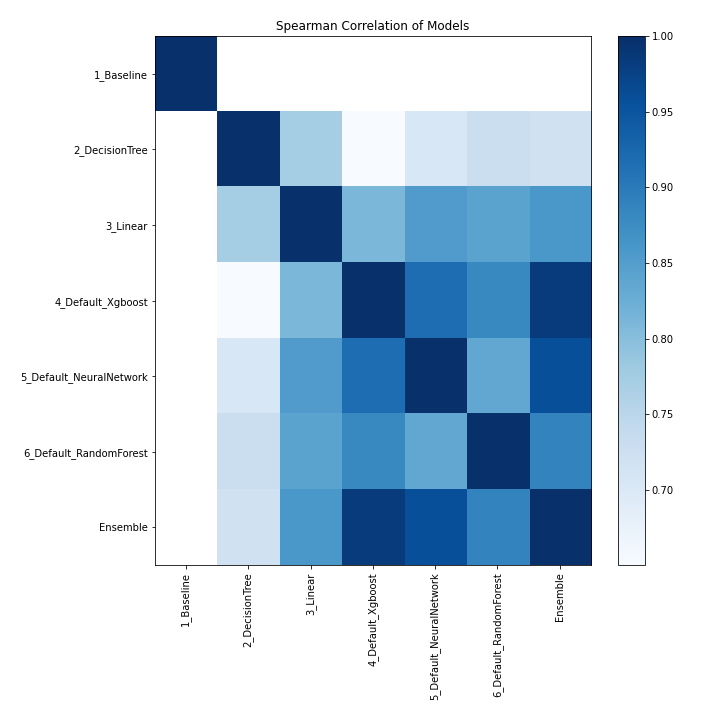 Spearman Correlation of Models
1_Baseline
2_DecisionTree
3_Linear
4_Default_Xgboost
5_Default_NeuralNetwork
6_Default_RandomForest
Ensemble
1_Baseline
2_DecisionTree
3_Linear
4_Default_Xgboost
5_Default_NeuralNetwork
6_Default_RandomForest
Ensemble
1.00
0.95
0.90
0.85
0.80
0.75
0.70